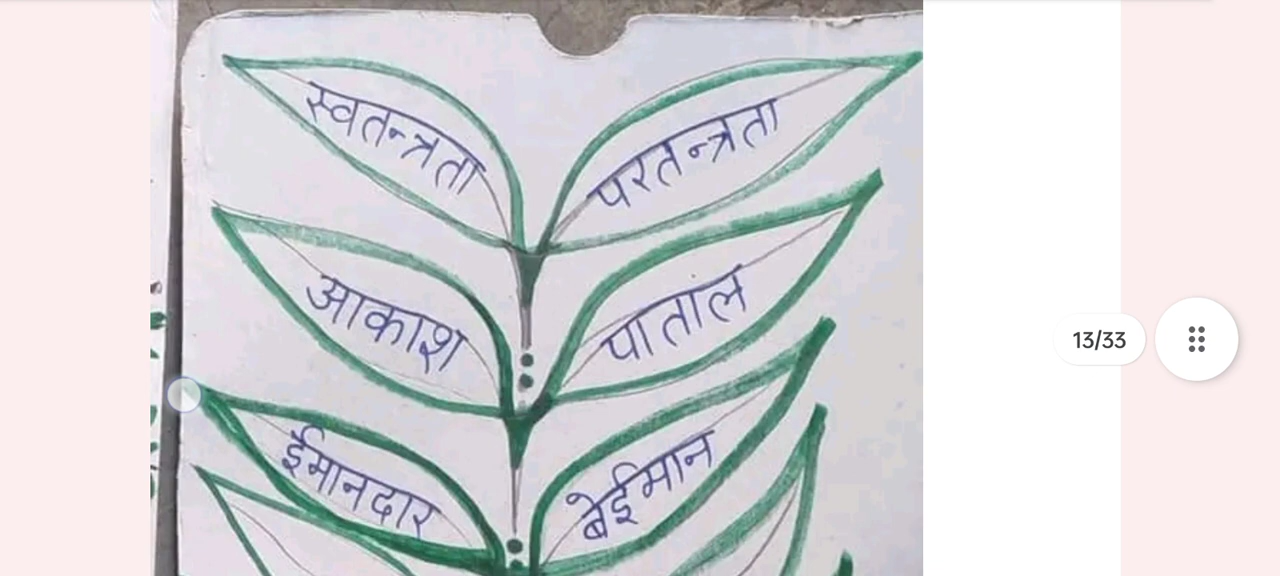 स्वतन्त्रता परतन्त्रता
आकाश पाताल
ईमानदार बेईमान
13/33